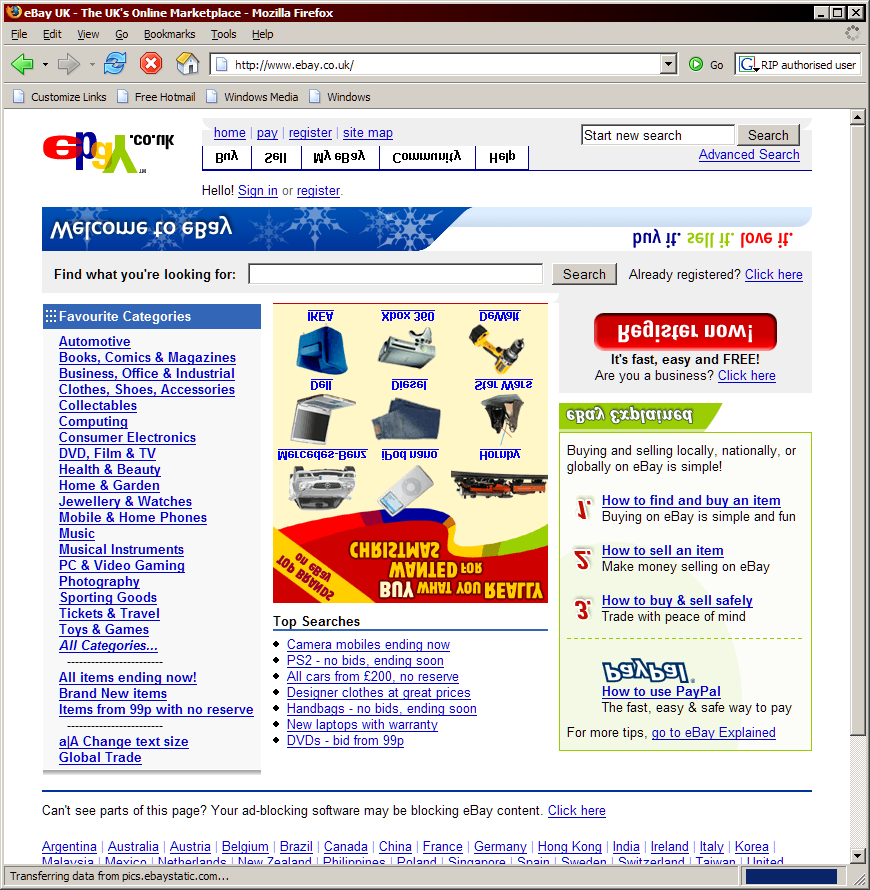 eBay UK - The UK's Online Marketplace - Mozilla Firefox
File Edit View Go Bookmarks Tools Help
http://www.ebay.co.uk/ Go RIP authorised user
Customize Links Free Hotmail Windows Media Windows
ebay.co.uk
TM
home | pay | register | site map
Start new search Search
Buy Sell My eBay Community Help
Advanced Search
Hello! Sign in or register.
Welcome to eBay
buy it. sell it. love it.
Find what you're looking for: Search Already registered? Click here
Favourite Categories
Automotive
Books, Comics & Magazines
Business, Office & Industrial
Clothes, Shoes, Accessories
Collectables
Computing
Consumer Electronics
DVD, Film & TV
Health & Beauty
Home & Garden
Jewellery & Watches
Mobile & Home Phones
Music
Musical Instruments
PC & Video Gaming
Photography
Sporting Goods
Tickets & Travel
Toys & Games
All Categories...
-----------------------
All items ending now!
Brand New items
Items from 99p with no reserve
-----------------------
a|A Change text size
Global Trade
IKEA Xbox 360 DeWalt
Dell Diesel Star Wars
Mercedes-Benz iPod nano Hornby
BUY WHAT YOU REALLY
WANTED FOR
CHRISTMAS
TOP BRANDS
on eBay
Top Searches
Camera mobiles ending now
PS2 - no bids, ending soon
All cars from £200, no reserve
Designer clothes at great prices
Handbags - no bids, ending soon
New laptops with warranty
DVDs - bid from 99p
Register now!
It's fast, easy and FREE!
Are you a business? Click here
eBay Explained
Buying and selling locally, nationally, or
globally on eBay is simple!
1. How to find and buy an item
Buying on eBay is simple and fun
2. How to sell an item
Make money selling on eBay
3. How to buy & sell safely
Trade with peace of mind
PayPal®
How to use PayPal
The fast, easy & safe way to pay
For more tips, go to eBay Explained
Can't see parts of this page? Your ad-blocking software may be blocking eBay content. Click here
Argentina | Australia | Austria | Belgium | Brazil | Canada | China | France | Germany | Hong Kong | India | Ireland | Italy | Korea |
Malaysia | Mexico | Netherlands | New Zealand | Philippines | Poland | Singapore | Spain | Sweden | Switzerland | Taiwan | United
Transferring data from pics.ebaystatic.com...